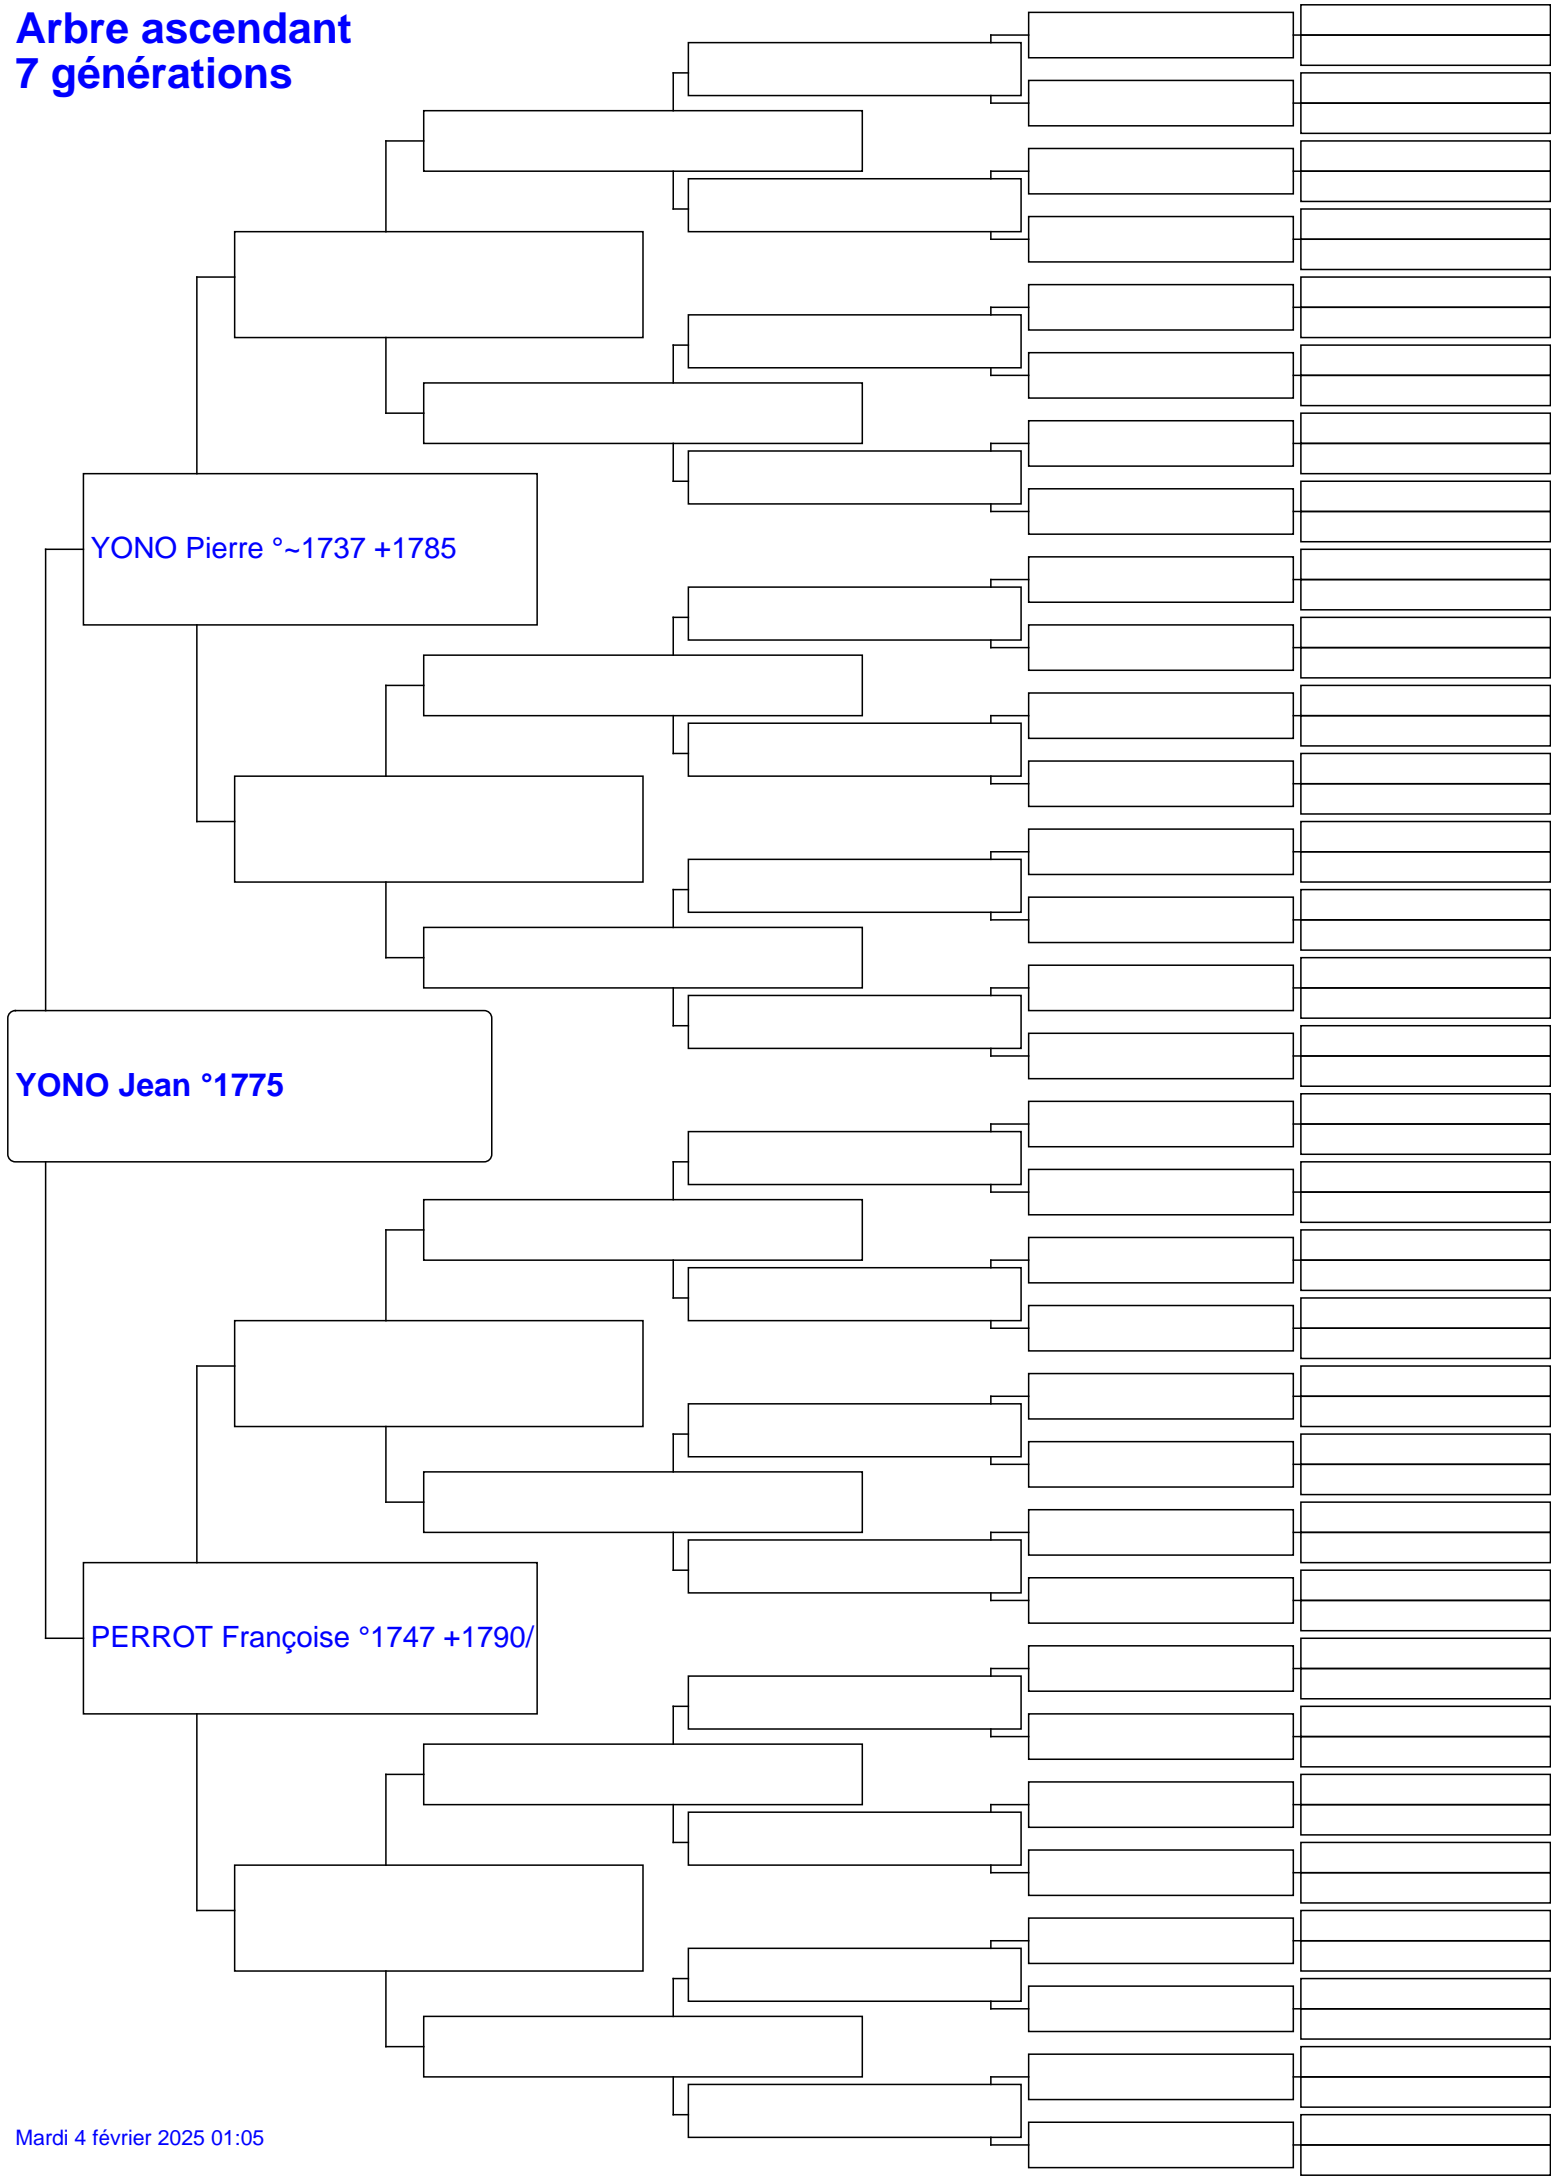 Arbre ascendant
7 générations
YONO Pierre °~1737 +1785
YONO Jean °1775
PERROT Françoise °1747 +1790/
Mardi 4 février 2025 01:05